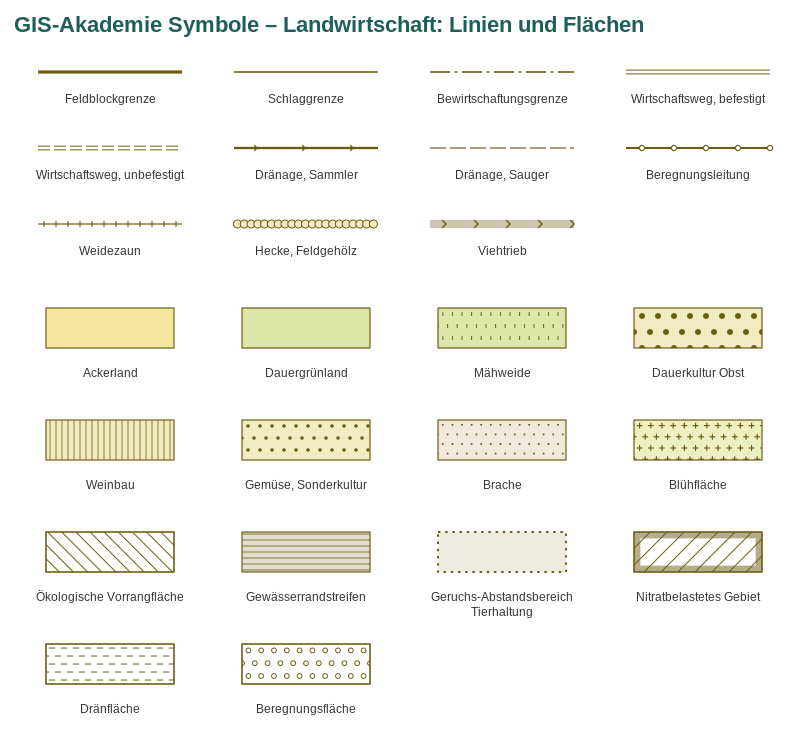 GIS-Akademie Symbole – Landwirtschaft: Linien und Flächen
Feldblockgrenze
Schlaggrenze
Bewirtschaftungsgrenze
Wirtschaftsweg, befestigt
Wirtschaftsweg, unbefestigt
Dränage, Sammler
Dränage, Sauger
Beregnungsleitung
Weidezaun
Hecke, Feldgehölz
Viehtrieb
Ackerland
Dauergrünland
Mähweide
Dauerkultur Obst
Weinbau
Gemüse, Sonderkultur
Brache
Blühfläche
Ökologische Vorrangfläche
Gewässerrandstreifen
Geruchs-Abstandsbereich
Tierhaltung
Nitratbelastetes Gebiet
Dränfläche
Beregnungsfläche